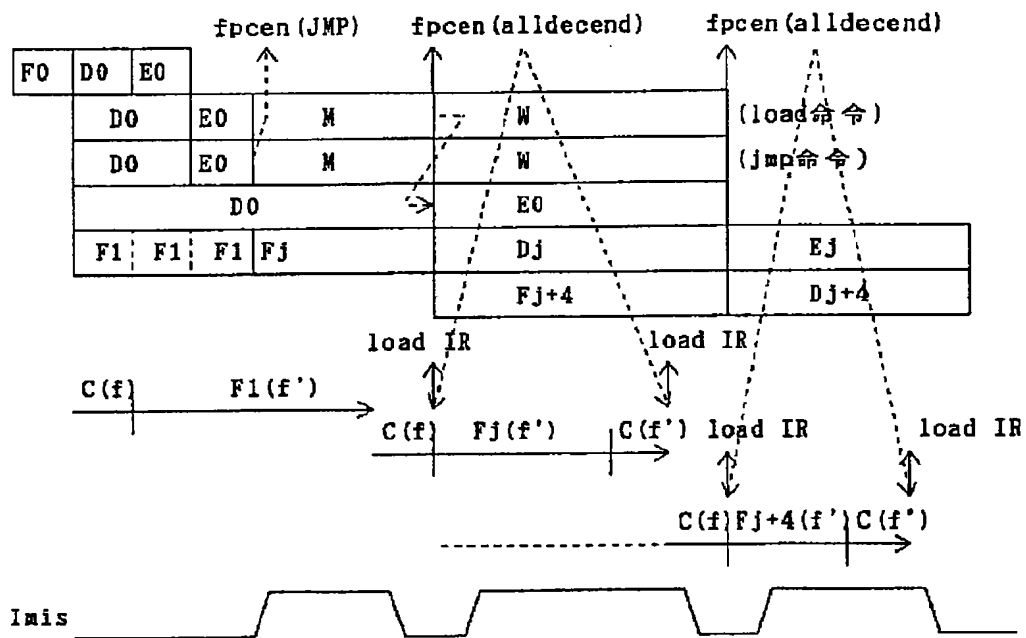 fpcen(JMP) fpcen(alldecend) fpcen(alldecend)
F0 D0 E0
D0 E0 M W (load命令)
D0 E0 M W (jmp命令)
D0 E0
F1 F1 F1 Fj Dj Ej
Fj+4 Dj+4
load IR load IR
C(f) F1(f')
C(f) Fj(f') C(f') load IR load IR
C(f) Fj+4(f') C(f")
Imis